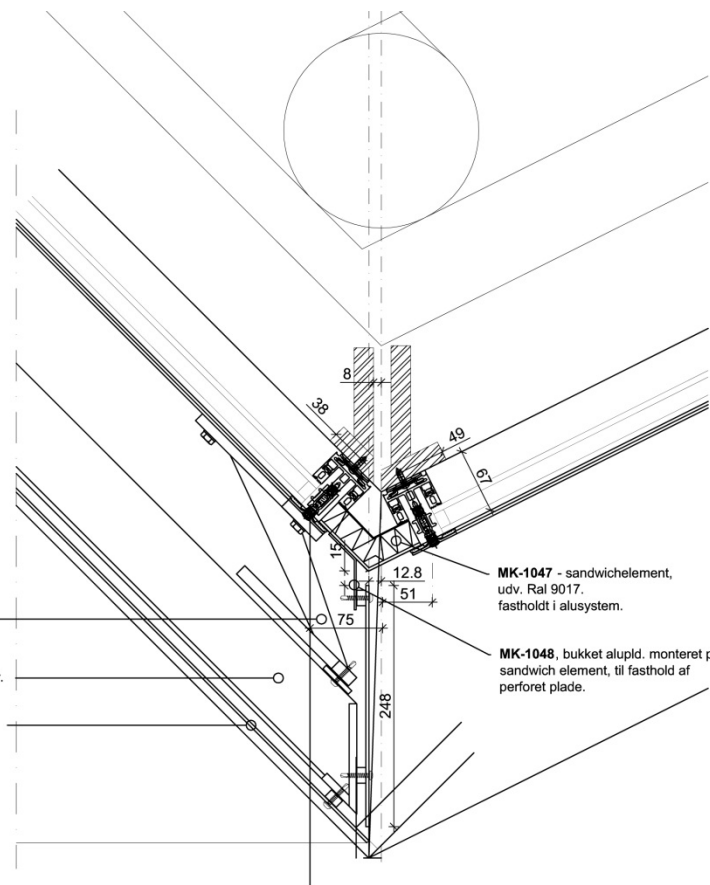 8
38
49
67
15
12.8
51
75
248
MK-1047 - sandwichelement,
udv. Ral 9017.
fastholdt i alusystem.
MK-1048, bukket alupld. monteret p
sandwich element, til fasthold af
perforet plade.